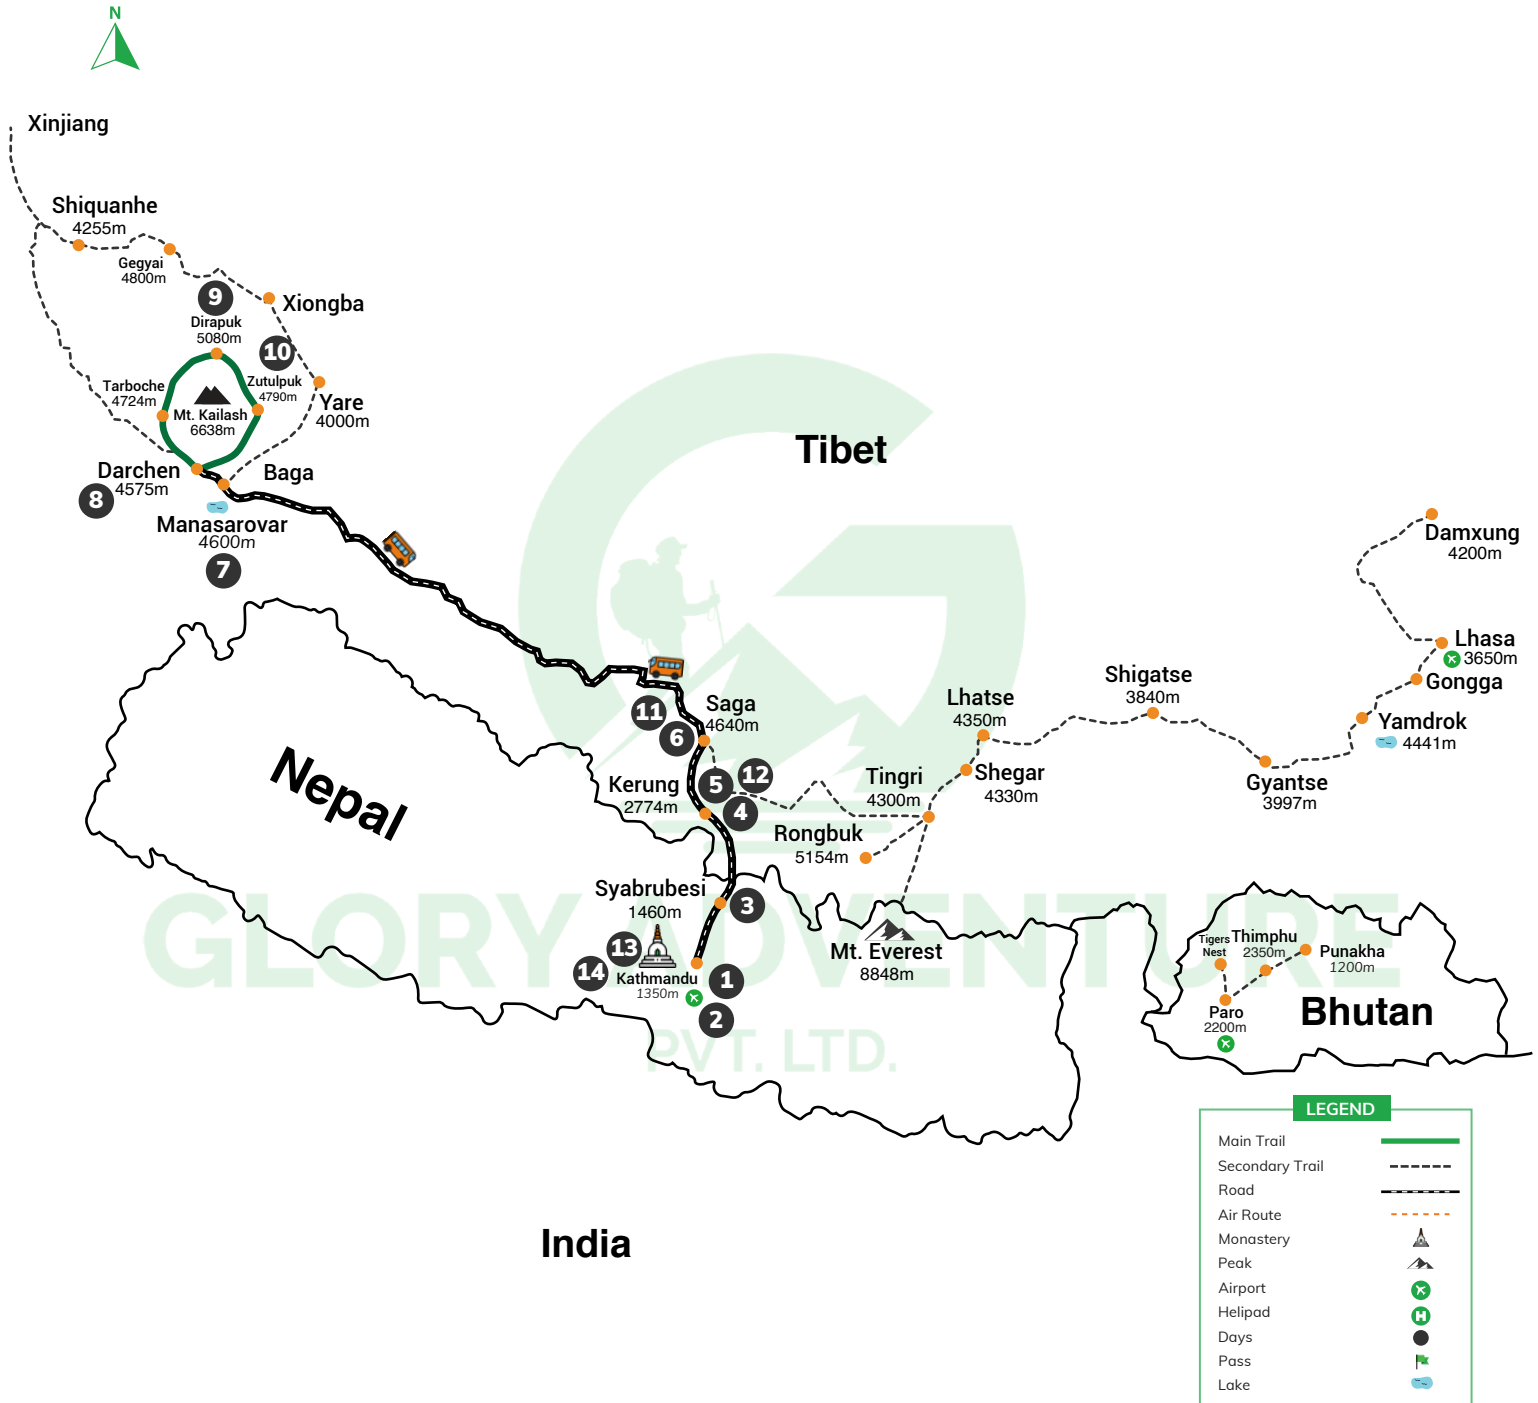 N
Xinjiang
Shiquanhe
4255m
Gegyai
4800m
9
Dirapuk
5080m
Xiongba
10
Zutulpuk
4790m
Tarboche
4724m
Mt. Kailash
6638m
Yare
4000m
Darchen
4575m
8
Baga
Manasarovar
4600m
7
Tibet
Damxung
4200m
Lhasa
3650m
Gongga
Yamdrok
4441m
Shigatse
3840m
Gyantse
3997m
Lhatse
4350m
Shegar
4330m
Tingri
4300m
Rongbuk
5154m
Saga
4640m
11
6
Kerung
2774m
5
12
4
Nepal
Syabrubesi
1460m
3
13
14
Kathmandu
1350m
1
2
Mt. Everest
8848m
GLORY ADVENTURE
PVT. LTD.
Tigers
Nest
Thimphu
2350m
Punakha
1200m
Paro
2200m
Bhutan
India
LEGEND
Main Trail
Secondary Trail
Road
Air Route
Monastery
Peak
Airport
Helipad
H
Days
Pass
Lake